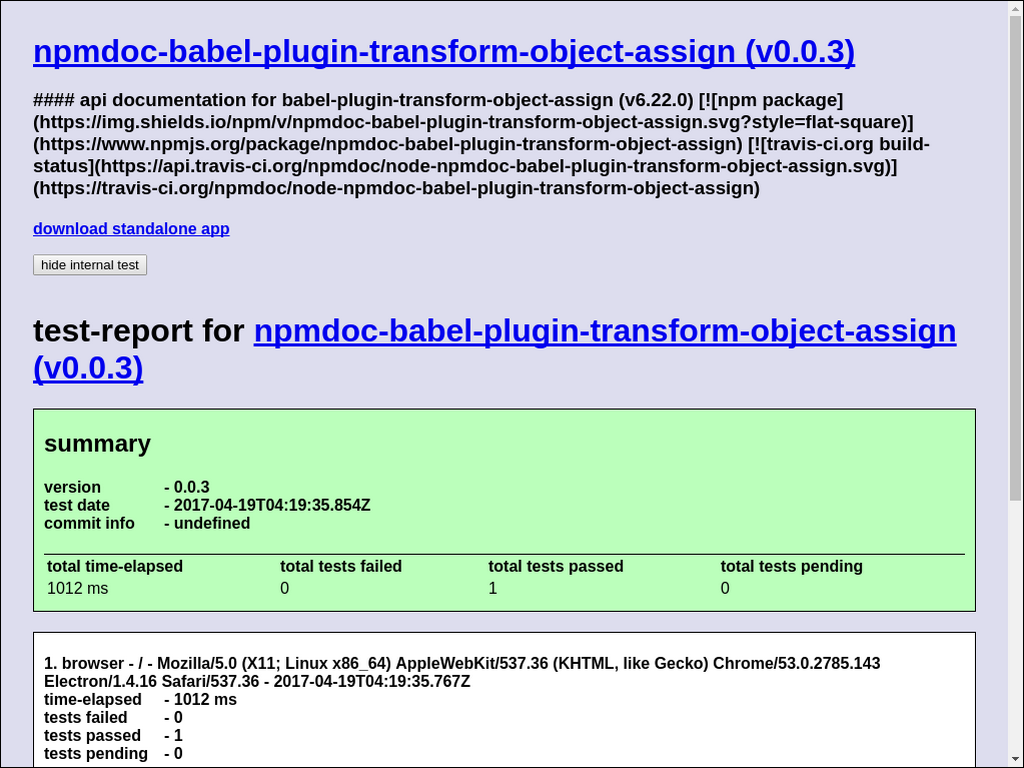 npmdoc-babel-plugin-transform-object-assign (v0.0.3)
#### api documentation for babel-plugin-transform-object-assign (v6.22.0) [![npm package]
(https://img.shields.io/npm/v/npmdoc-babel-plugin-transform-object-assign.svg?style=flat-square)]
(https://www.npmjs.org/package/npmdoc-babel-plugin-transform-object-assign) [![travis-ci.org build-
status](https://api.travis-ci.org/npmdoc/node-npmdoc-babel-plugin-transform-object-assign.svg)]
(https://travis-ci.org/npmdoc/node-npmdoc-babel-plugin-transform-object-assign)
download standalone app
hide internal test
test-report for npmdoc-babel-plugin-transform-object-assign
(v0.0.3)
summary
version - 0.0.3
test date - 2017-04-19T04:19:35.854Z
commit info - undefined
total time-elapsed total tests failed total tests passed total tests pending
1012 ms 0 1 0
1. browser - / - Mozilla/5.0 (X11; Linux x86_64) AppleWebKit/537.36 (KHTML, like Gecko) Chrome/53.0.2785.143
Electron/1.4.16 Safari/537.36 - 2017-04-19T04:19:35.767Z
time-elapsed - 1012 ms
tests failed - 0
tests passed - 1
tests pending - 0